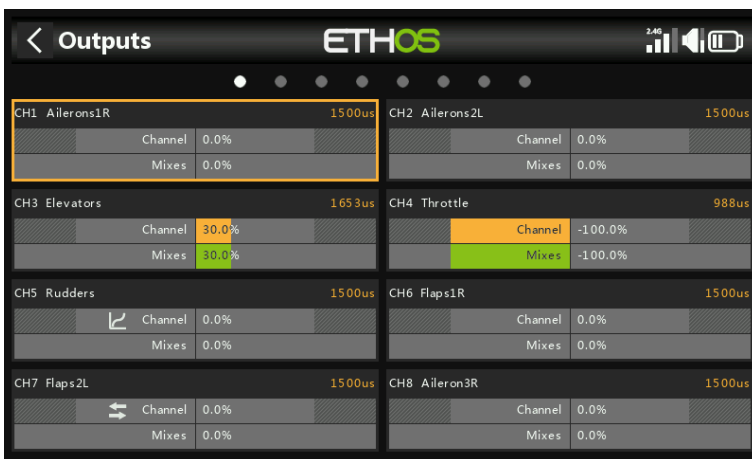 Outputs
ETHOS
2.4G
CH1 Ailerons1R 1500us
Channel 0.0%
Mixes 0.0%
CH2 Ailerons2L 1500us
Channel 0.0%
Mixes 0.0%
CH3 Elevators 1653us
Channel 30.0%
Mixes 30.0%
CH4 Throttle 988us
Channel -100.0%
Mixes -100.0%
CH5 Rudders 1500us
Channel 0.0%
Mixes 0.0%
CH6 Flaps1R 1500us
Channel 0.0%
Mixes 0.0%
CH7 Flaps2L 1500us
Channel 0.0%
Mixes 0.0%
CH8 Aileron3R 1500us
Channel 0.0%
Mixes 0.0%